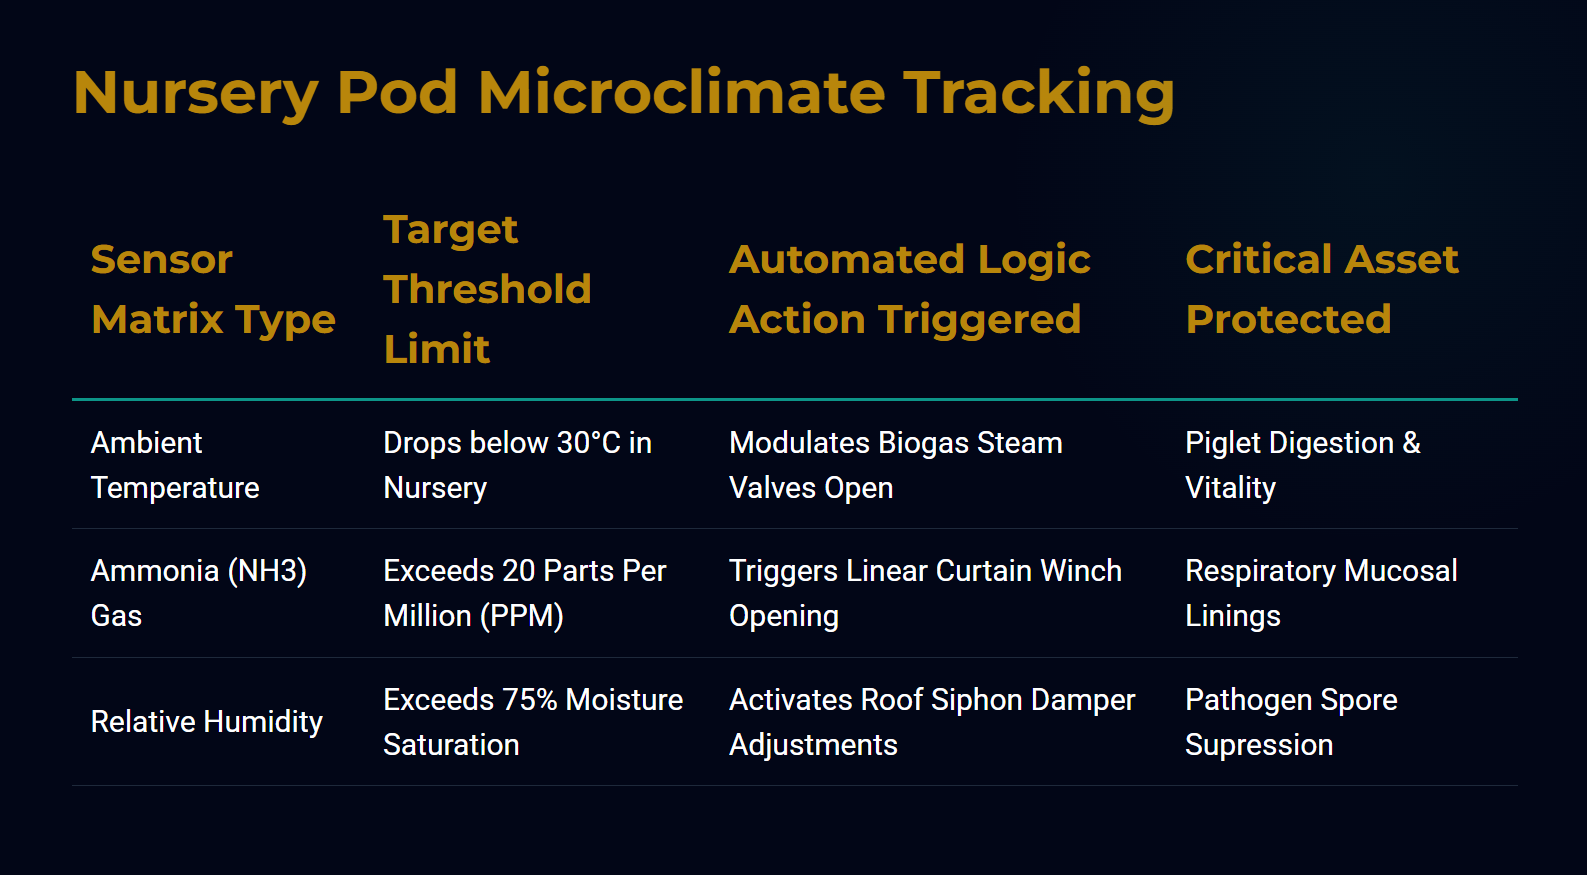 Nursery Pod Microclimate Tracking
Sensor
Matrix Type
Target
Threshold
Limit
Automated Logic
Action Triggered
Critical Asset
Protected
Ambient
Temperature
Drops below 30°C in
Nursery
Modulates Biogas Steam
Valves Open
Piglet Digestion &
Vitality
Ammonia (NH3)
Gas
Exceeds 20 Parts Per
Million (PPM)
Triggers Linear Curtain Winch
Opening
Respiratory Mucosal
Linings
Relative Humidity
Exceeds 75% Moisture
Saturation
Activates Roof Siphon Damper
Adjustments
Pathogen Spore
Supression